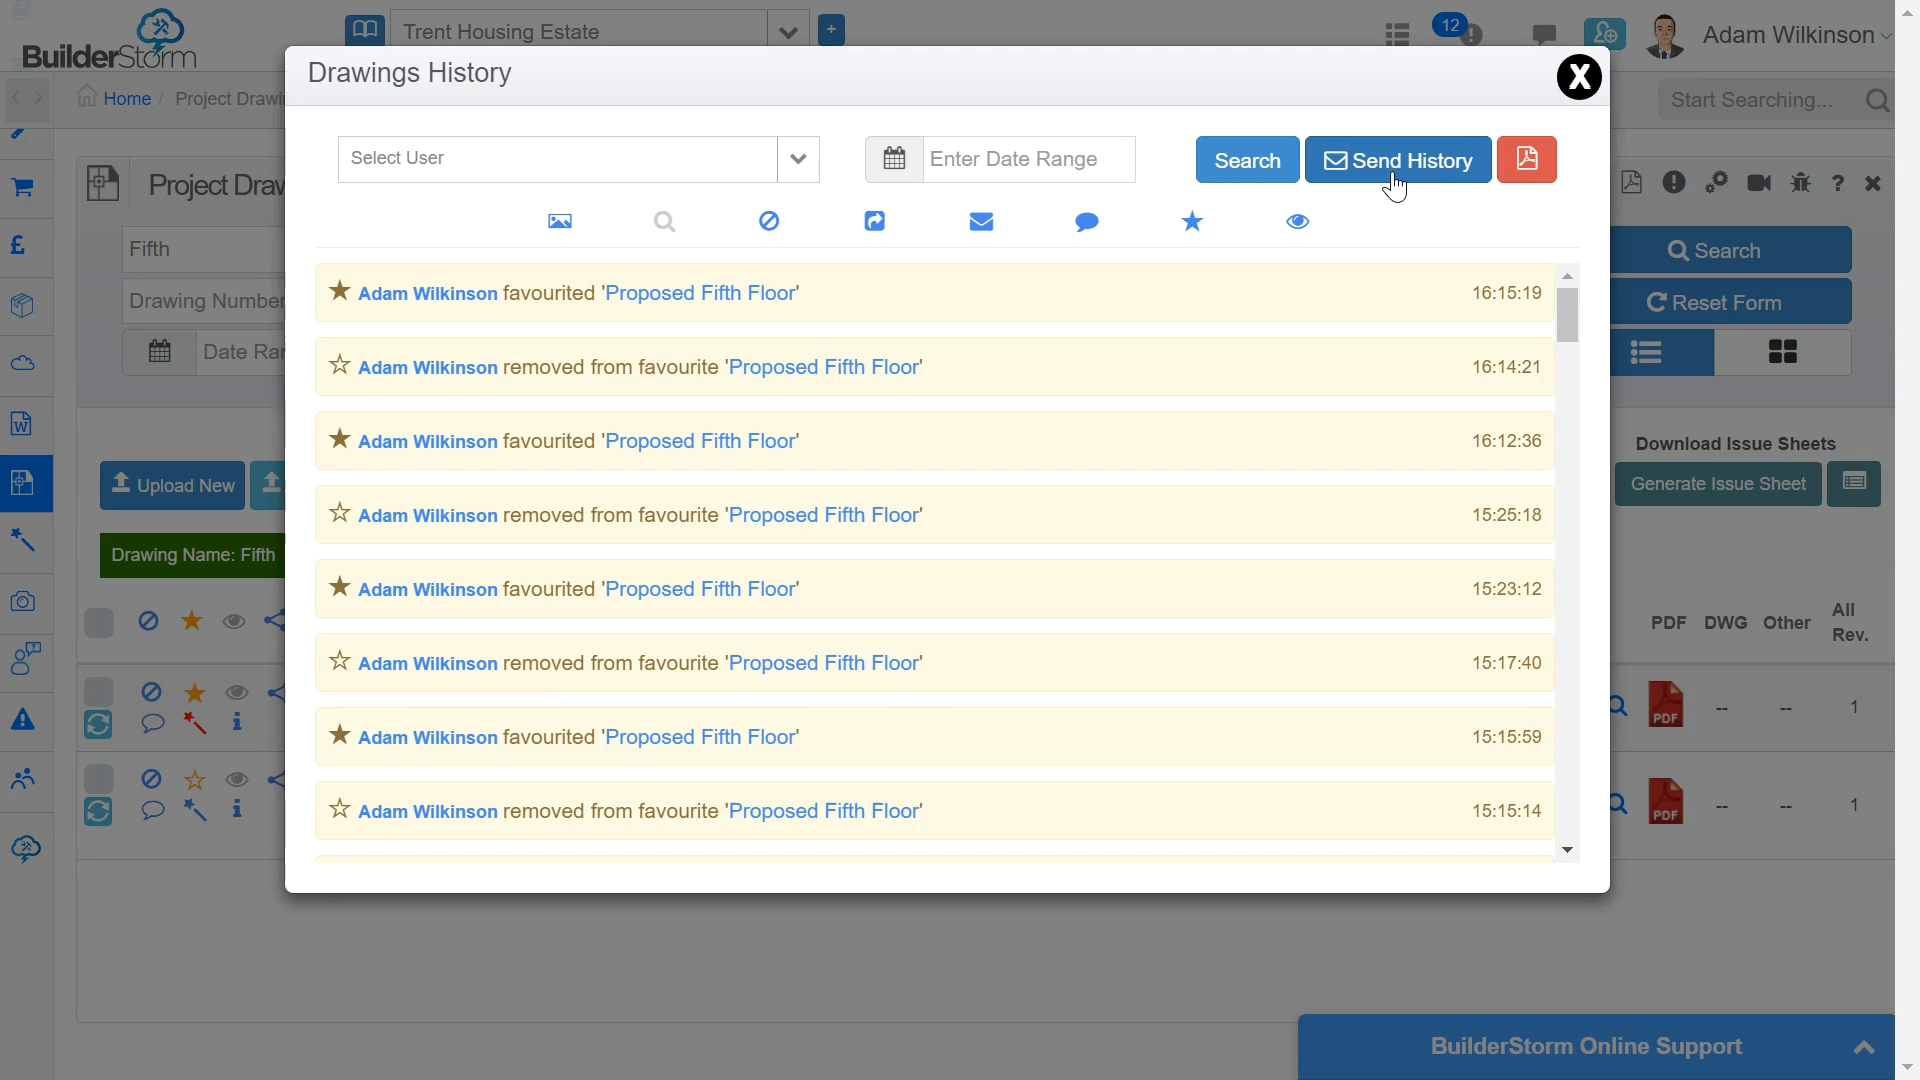 BuilderStorm
Trent Housing Estate
+
12
Adam Wilkinson
Home / Project Drawi
Start Searching...
Drawings History
X
Select User
Enter Date Range
Search
Send History
Project Draw
Fifth
Drawing Number
Date Ra
Search
Reset Form
Adam Wilkinson favourited 'Proposed Fifth Floor' 16:15:19
Adam Wilkinson removed from favourite 'Proposed Fifth Floor' 16:14:21
Adam Wilkinson favourited 'Proposed Fifth Floor' 16:12:36
Adam Wilkinson removed from favourite 'Proposed Fifth Floor' 15:25:18
Adam Wilkinson favourited 'Proposed Fifth Floor' 15:23:12
Adam Wilkinson removed from favourite 'Proposed Fifth Floor' 15:17:40
Adam Wilkinson favourited 'Proposed Fifth Floor' 15:15:59
Adam Wilkinson removed from favourite 'Proposed Fifth Floor' 15:15:14
Upload New
Download Issue Sheets
Generate Issue Sheet
Drawing Name: Fifth
PDF DWG Other All Rev.
PDF -- -- 1
PDF -- -- 1
BuilderStorm Online Support